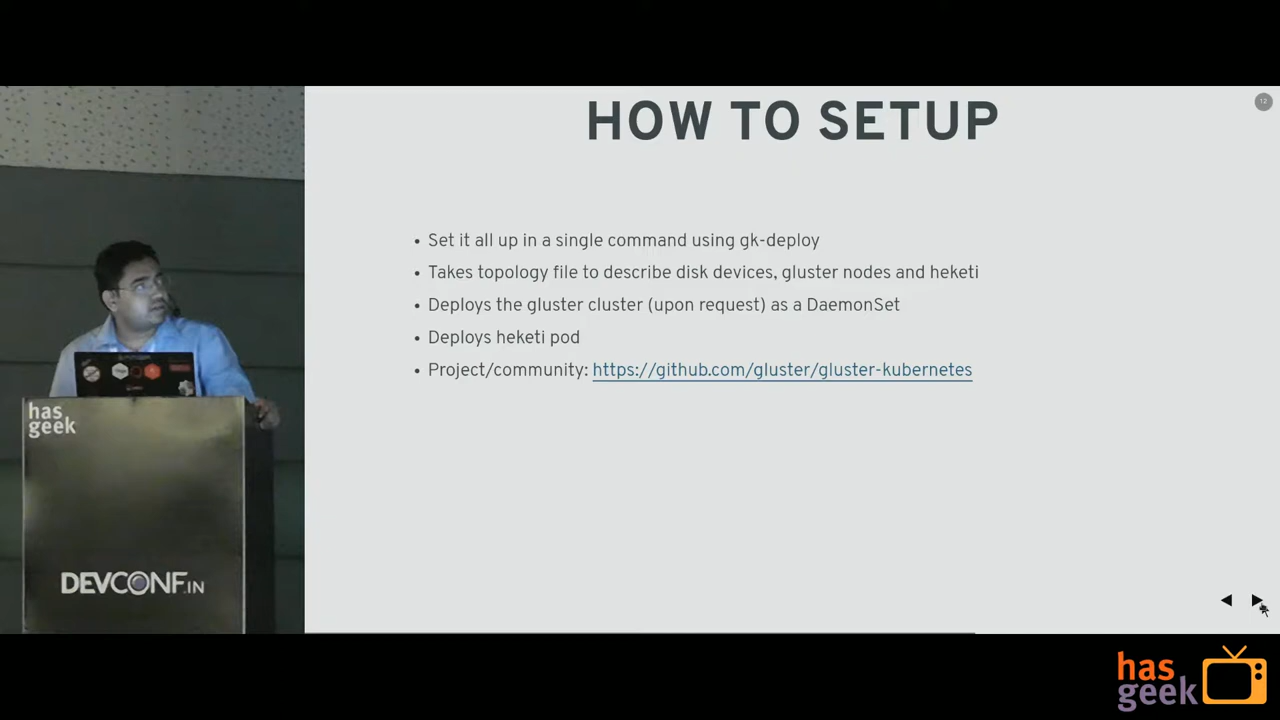 HOW TO SETUP
12
Set it all up in a single command using gk-deploy
Takes topology file to describe disk devices, gluster nodes and heketi
Deploys the gluster cluster (upon request) as a DaemonSet
Deploys heketi pod
Project/community: https://github.com/gluster/gluster-kubernetes
has
geek
DEVCONF.IN
has
geek